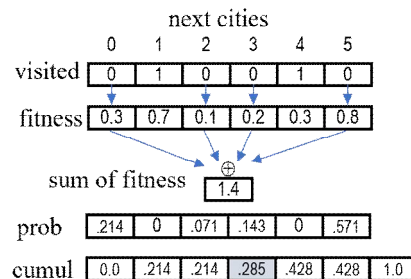 next cities
0 1 2 3 4 5
visited 0 1 0 0 1 0
fitness 0.3 0.7 0.1 0.2 0.3 0.8
⊕
sum of fitness 1.4
prob .214 0 .071 .143 0 .571
cumul 0.0 .214 .214 .285 .428 .428 1.0